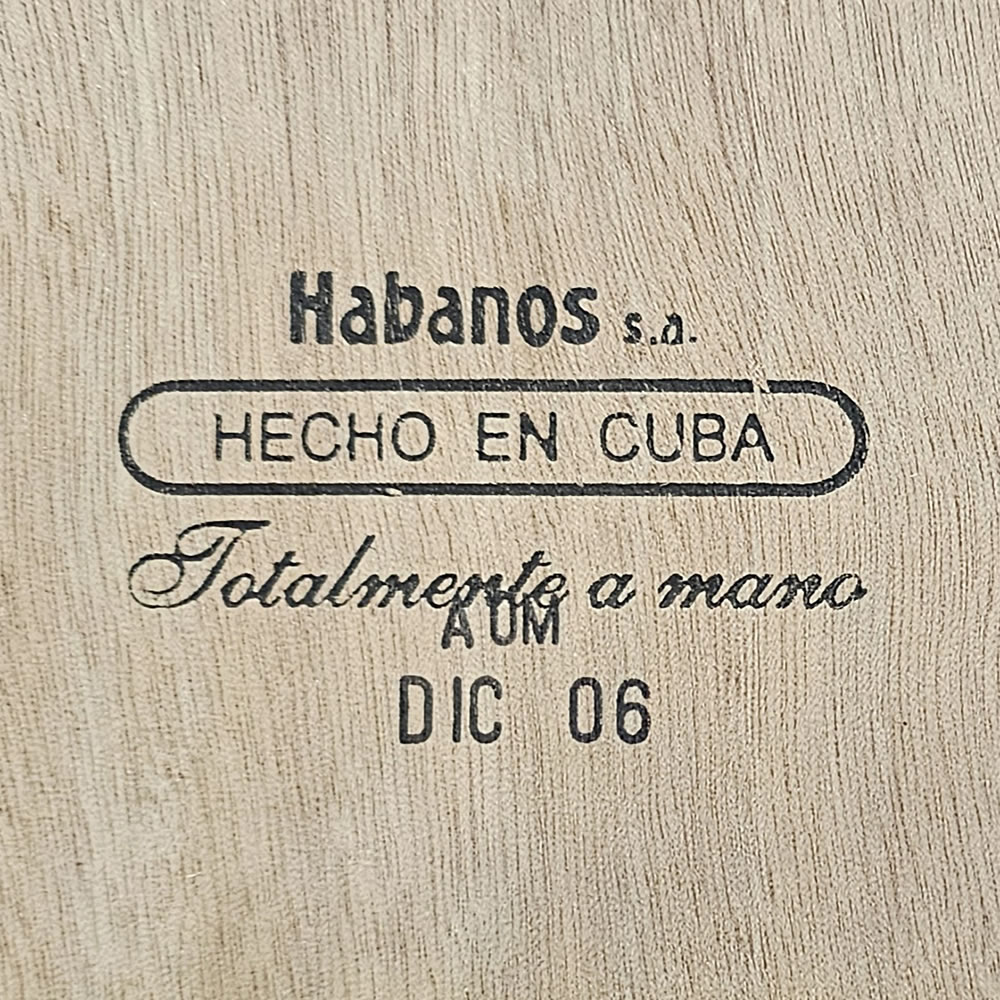 Habanos s.a.
HECHO EN CUBA
Totalmente a mano
AUM
DIC 06